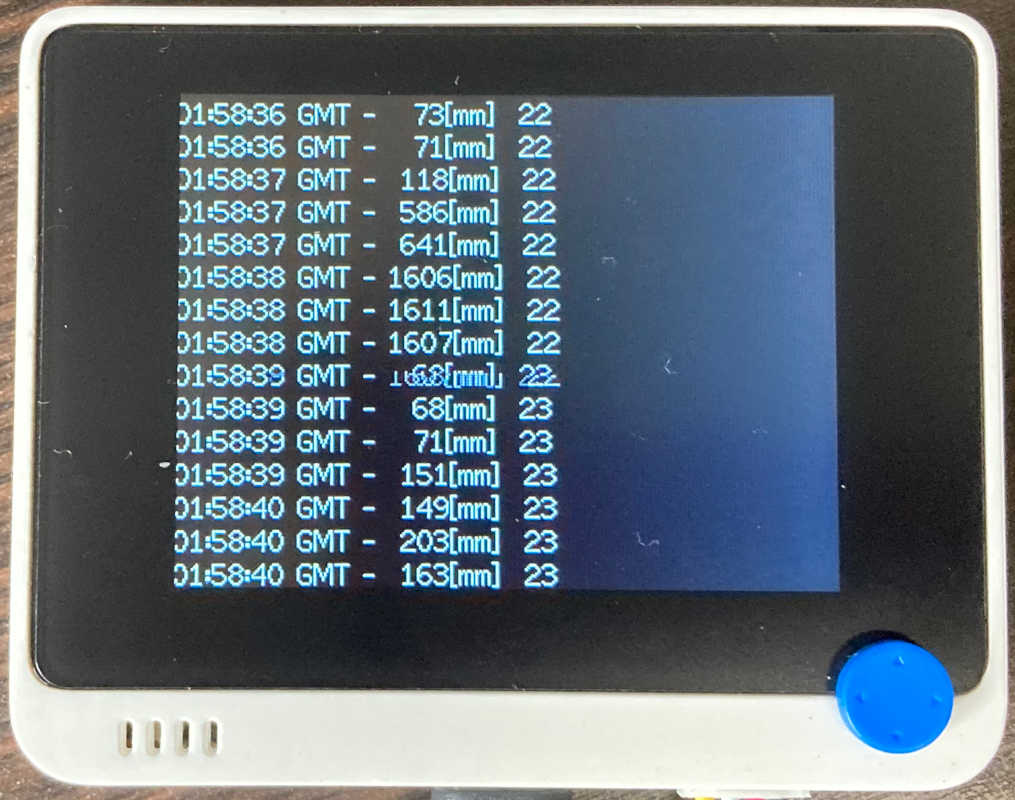 01:58:36 GMT - 73[mm] 22
01:58:36 GMT - 71[mm] 22
01:58:37 GMT - 118[mm] 22
01:58:37 GMT - 586[mm] 22
01:58:37 GMT - 641[mm] 22
01:58:38 GMT - 1606[mm] 22
01:58:38 GMT - 1611[mm] 22
01:58:38 GMT - 1607[mm] 22
01:58:39 GMT -
01:58:39 GMT - 68[mm] 23
01:58:39 GMT - 71[mm] 23
01:58:39 GMT - 151[mm] 23
01:58:40 GMT - 149[mm] 23
01:58:40 GMT - 203[mm] 23
01:58:40 GMT - 163[mm] 23